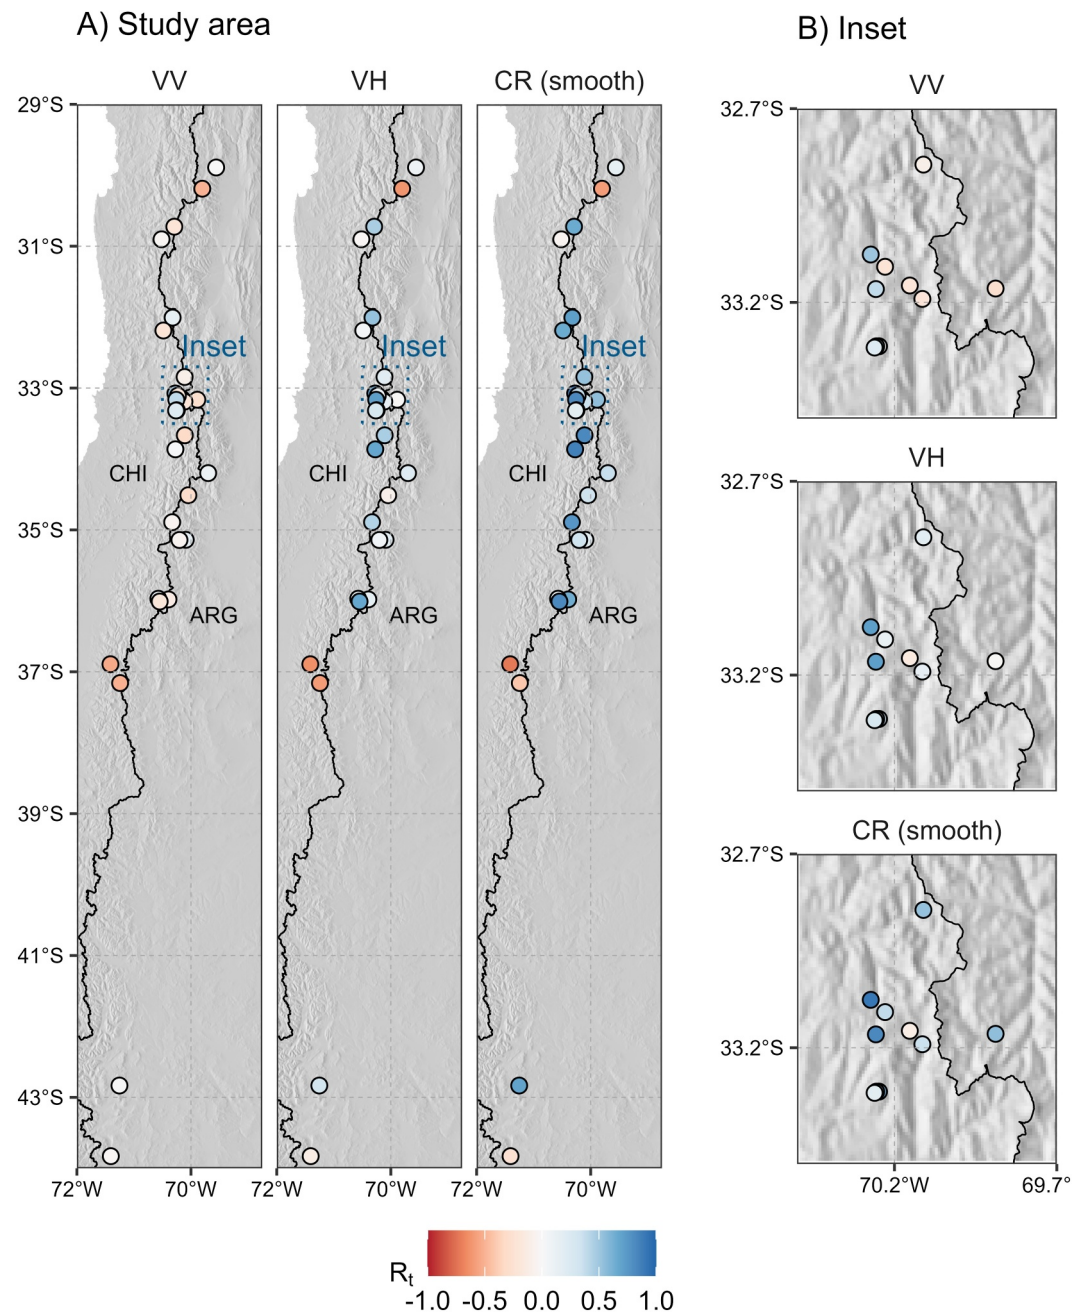 A) Study area
B) Inset
VV
VH
CR (smooth)
29°S
31°S
33°S
35°S
37°S
39°S
41°S
43°S
Inset
Inset
Inset
CHI
CHI
CHI
ARG
ARG
ARG
72°W
70°W
72°W
70°W
72°W
70°W
VV
32.7°S
33.2°S
VH
32.7°S
33.2°S
CR (smooth)
32.7°S
33.2°S
70.2°W
69.7°
Rt
-1.0 -0.5 0.0 0.5 1.0